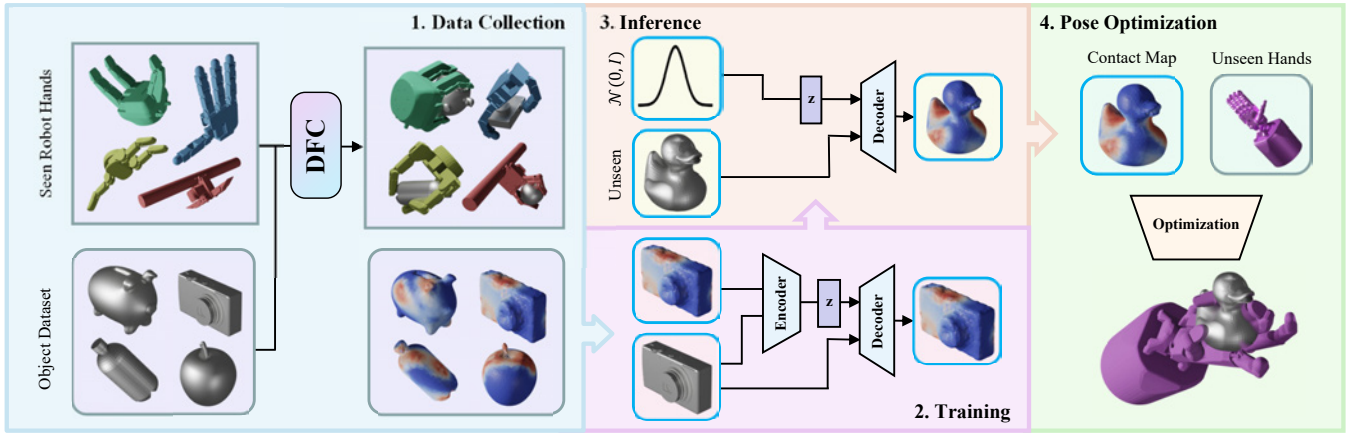 1. Data Collection
Seen Robot Hands
DFC
Object Dataset
3. Inference
𝒩(0, I)
z
Decoder
Unseen
Encoder
z
Decoder
2. Training
4. Pose Optimization
Contact Map
Unseen Hands
Optimization